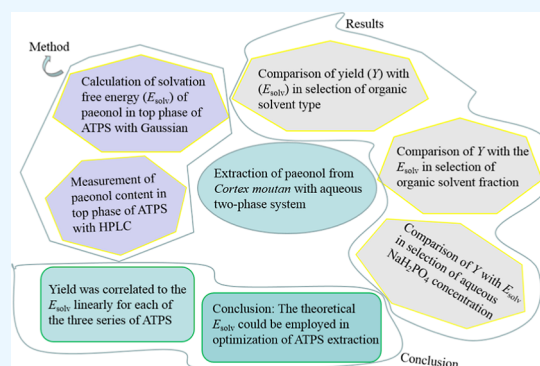 Method
Calculation of solvation
free energy (Esolv) of
paeonol in top phase of
ATPS with Gaussian
Measurement of
paeonol content in
top phase of ATPS
with HPLC
Results
Comparison of yield (Y) with
(Esolv) in selection of organic
solvent type
Comparison of Y with the
Esolv in selection of
organic solvent fraction
Comparison of Y with Esolv
in selection of aqueous
NaH2PO4 concentration
Extraction of paeonol from
Cortex moutan with aqueous
two-phase system
Yield was correlated to the
Esolv linearly for each of
the three series of ATPS
Conclusion: The theoretical
Esolv could be employed in
optimization of ATPS extraction
Conclusion